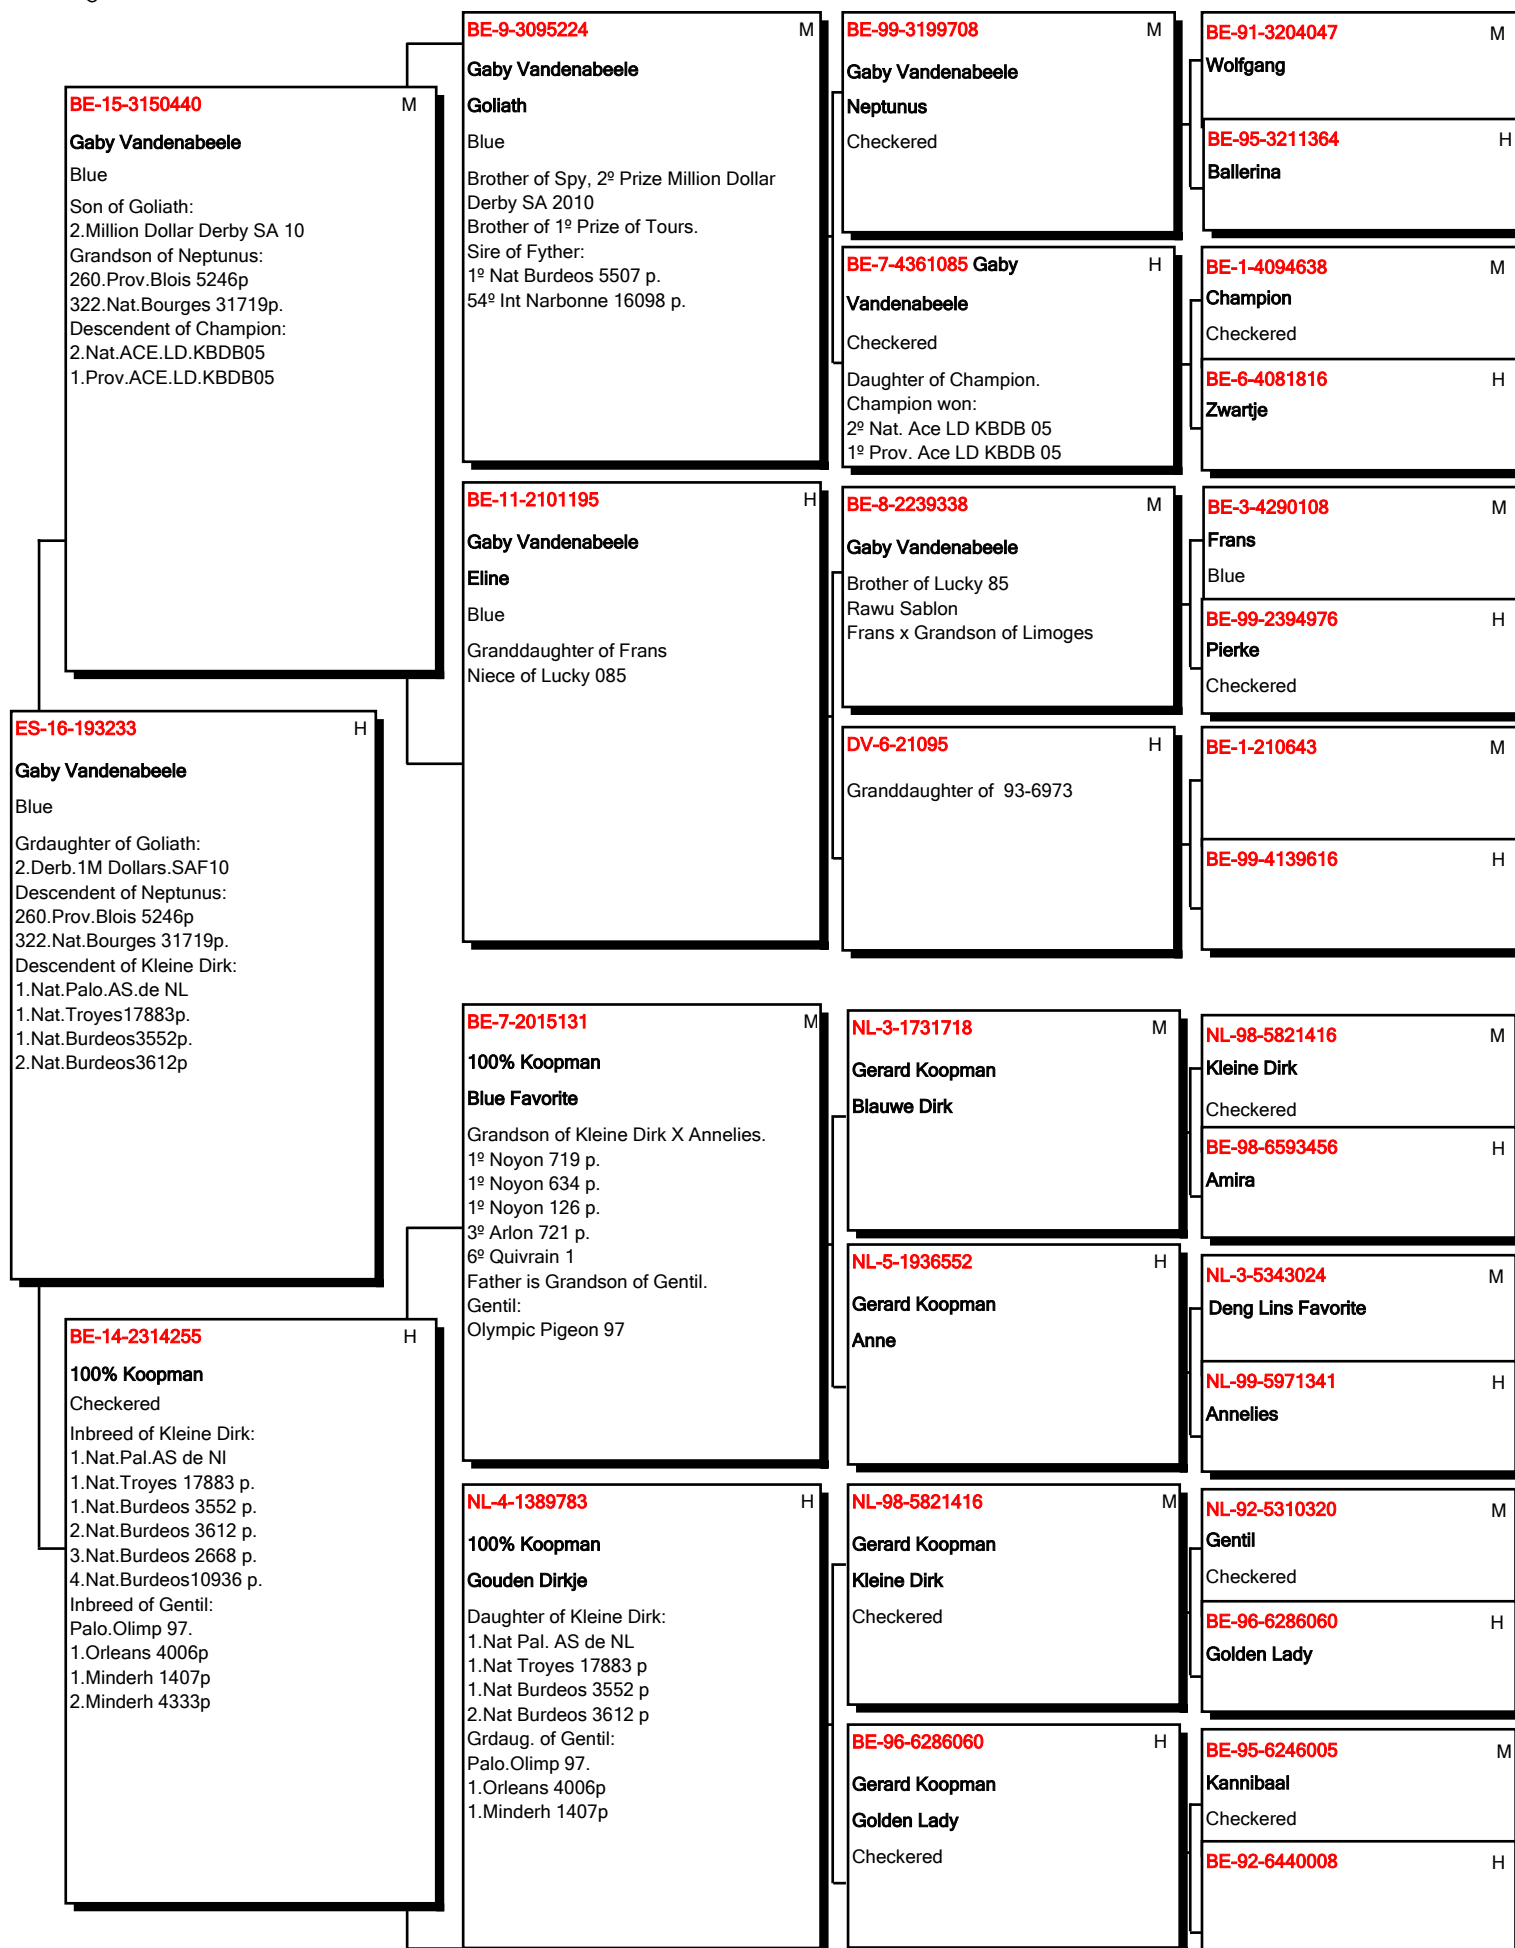 BE-15-3150440 M
Gaby Vandenabeele
Blue
Son of Goliath:
2.Million Dollar Derby SA 10
Grandson of Neptunus:
260.Prov.Blois 5246p
322.Nat.Bourges 31719p.
Descendent of Champion:
2.Nat.ACE.LD.KBDB05
1.Prov.ACE.LD.KBDB05
ES-16-193233 H
Gaby Vandenabeele
Blue
Grdaughter of Goliath:
2.Derb.1M Dollars.SAF10
Descendent of Neptunus:
260.Prov.Blois 5246p
322.Nat.Bourges 31719p.
Descendent of Kleine Dirk:
1.Nat.Palo.AS.de NL
1.Nat.Troyes17883p.
1.Nat.Burdeos3552p.
2.Nat.Burdeos3612p
BE-14-2314255 H
100% Koopman
Checkered
Inbreed of Kleine Dirk:
1.Nat.Pal.AS de Nl
1.Nat.Troyes 17883 p.
1.Nat.Burdeos 3552 p.
2.Nat.Burdeos 3612 p.
3.Nat.Burdeos 2668 p.
4.Nat.Burdeos10936 p.
Inbreed of Gentil:
Palo.Olimp 97.
1.Orleans 4006p
1.Minderh 1407p
2.Minderh 4333p
BE-9-3095224 M
Gaby Vandenabeele
Goliath
Blue
Brother of Spy, 2º Prize Million Dollar
Derby SA 2010
Brother of 1º Prize of Tours.
Sire of Fyther:
1º Nat Burdeos 5507 p.
54º Int Narbonne 16098 p.
BE-11-2101195 H
Gaby Vandenabeele
Eline
Blue
Granddaughter of Frans
Niece of Lucky 085
BE-7-2015131 M
100% Koopman
Blue Favorite
Grandson of Kleine Dirk X Annelies.
1º Noyon 719 p.
1º Noyon 634 p.
1º Noyon 126 p.
3º Arlon 721 p.
6º Quivrain 1
Father is Grandson of Gentil.
Gentil:
Olympic Pigeon 97
NL-4-1389783 H
100% Koopman
Gouden Dirkje
Daughter of Kleine Dirk:
1.Nat Pal. AS de NL
1.Nat Troyes 17883 p
1.Nat Burdeos 3552 p
2.Nat Burdeos 3612 p
Grdaug. of Gentil:
Palo.Olimp 97.
1.Orleans 4006p
1.Minderh 1407p
BE-99-3199708 M
Gaby Vandenabeele
Neptunus
Checkered
BE-7-4361085 Gaby H
Vandenabeele
Checkered
Daughter of Champion.
Champion won:
2º Nat. Ace LD KBDB 05
1º Prov. Ace LD KBDB 05
BE-8-2239338 M
Gaby Vandenabeele
Brother of Lucky 85
Rawu Sablon
Frans x Grandson of Limoges
DV-6-21095 H
Granddaughter of 93-6973
NL-3-1731718 M
Gerard Koopman
Blauwe Dirk
NL-5-1936552 H
Gerard Koopman
Anne
NL-98-5821416 M
Gerard Koopman
Kleine Dirk
Checkered
BE-96-6286060 H
Gerard Koopman
Golden Lady
Checkered
BE-91-3204047 M
Wolfgang
BE-95-3211364 H
Ballerina
BE-1-4094638 M
Champion
Checkered
BE-6-4081816 H
Zwartje
BE-3-4290108 M
Frans
Blue
BE-99-2394976 H
Pierke
Checkered
BE-1-210643 M
BE-99-4139616 H
NL-98-5821416 M
Kleine Dirk
Checkered
BE-98-6593456 H
Amira
NL-3-5343024 M
Deng Lins Favorite
NL-99-5971341 H
Annelies
NL-92-5310320 M
Gentil
Checkered
BE-96-6286060 H
Golden Lady
BE-95-6246005 M
Kannibaal
Checkered
BE-92-6440008 H